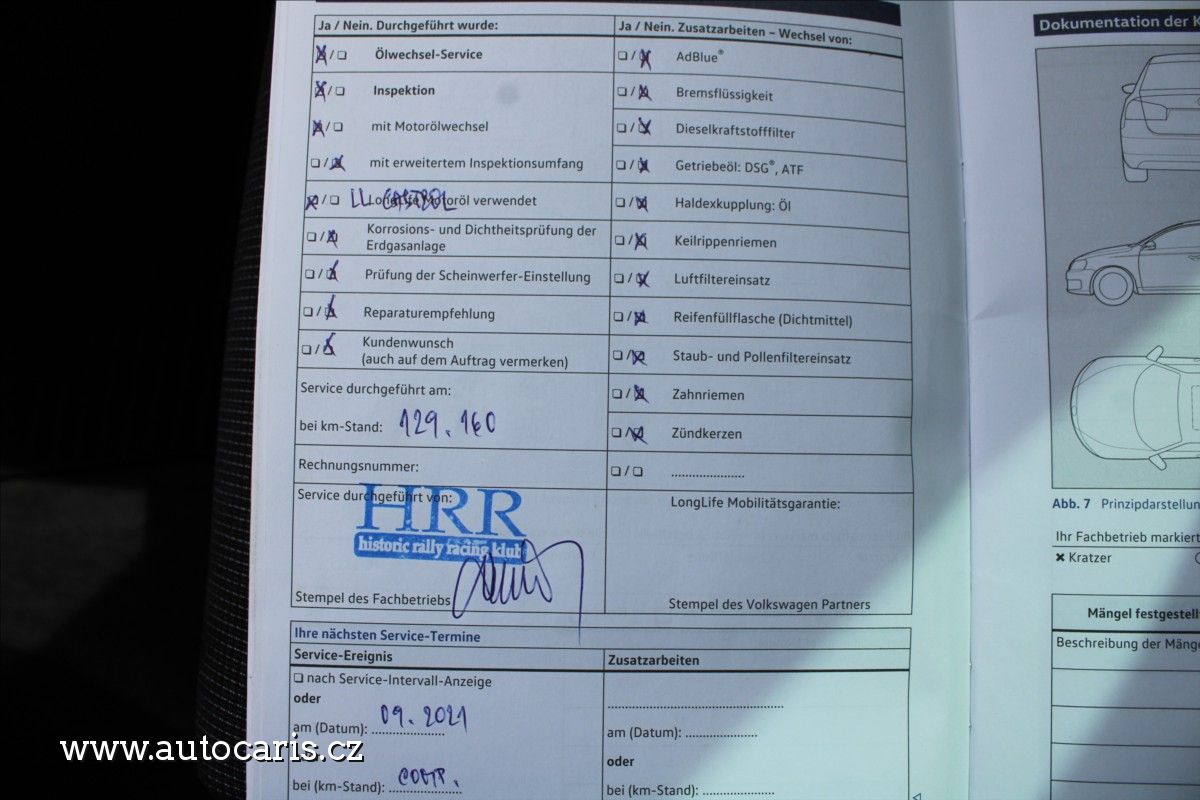 Ja / Nein. Durchgeführt wurde:
Ölwechsel-Service
Inspektion
mit Motorölwechsel
mit erweitertem Inspektionsumfang
LL CASTROL
LongLife Motoröl verwendet
Korrosions- und Dichtheitsprüfung der
Erdgasanlage
Prüfung der Scheinwerfer-Einstellung
Reparaturempfehlung
Kundenwunsch
(auch auf dem Auftrag vermerken)
Service durchgeführt am:
bei km-Stand: 129.160
Rechnungsnummer:
Service durchgeführt von:
HRR
historic rally racing klub
Stempel des Fachbetriebs
Ja / Nein. Zusatzarbeiten – Wechsel von:
AdBlue®
Bremsflüssigkeit
Dieselkraftstofffilter
Getriebeöl: DSG®, ATF
Haldexkupplung: Öl
Keilrippenriemen
Luftfiltereinsatz
Reifenfüllflasche (Dichtmittel)
Staub- und Pollenfiltereinsatz
Zahnriemen
Zündkerzen
LongLife Mobilitätsgarantie:
Stempel des Volkswagen Partners
Ihre nächsten Service-Termine
Service-Ereignis
nach Service-Intervall-Anzeige
oder
am (Datum): 09.2021
bei (km-Stand):
Zusatzarbeiten
am (Datum):
oder
bei (km-Stand):
Dokumentation der
Abb. 7 Prinzipdarstellun
Ihr Fachbetrieb markiert
Kratzer
Mängel festgestell
Beschreibung der Mänge
www.autocaris.cz